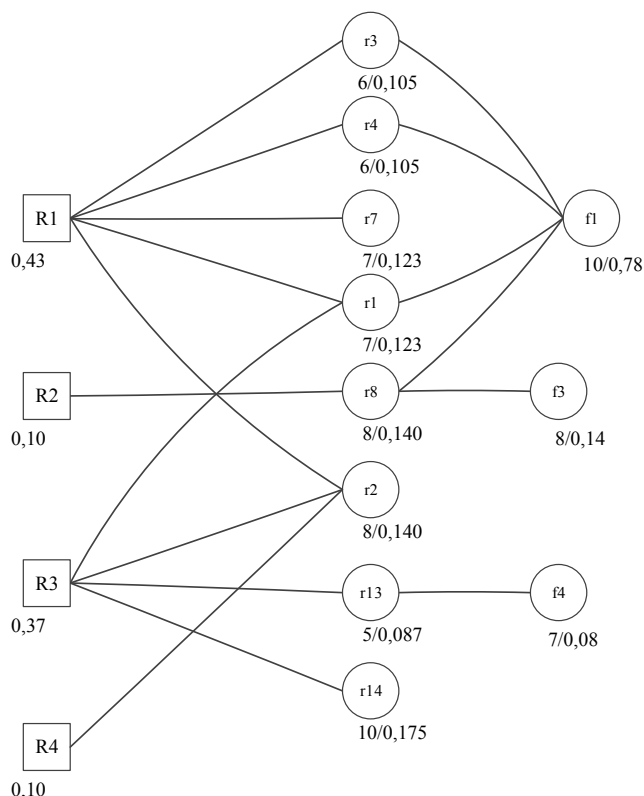 r3
6/0,105
r4
6/0,105
R1
0,43
r7
7/0,123
f1
10/0,78
r1
7/0,123
R2
0,10
r8
8/0,140
f3
8/0,14
r2
8/0,140
R3
0,37
r13
5/0,087
f4
7/0,08
r14
10/0,175
R4
0,10